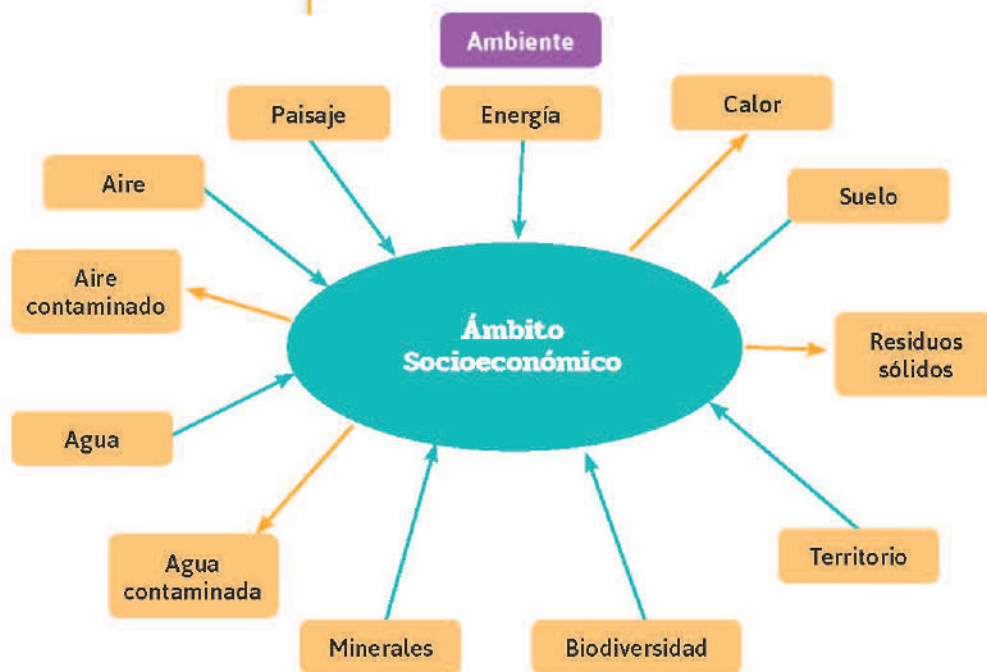 Ambiente
Paisaje
Energía
Calor
Aire
Suelo
Aire
contaminado
Ámbito
Socioeconómico
Residuos
sólidos
Agua
Agua
contaminada
Territorio
Minerales
Biodiversidad